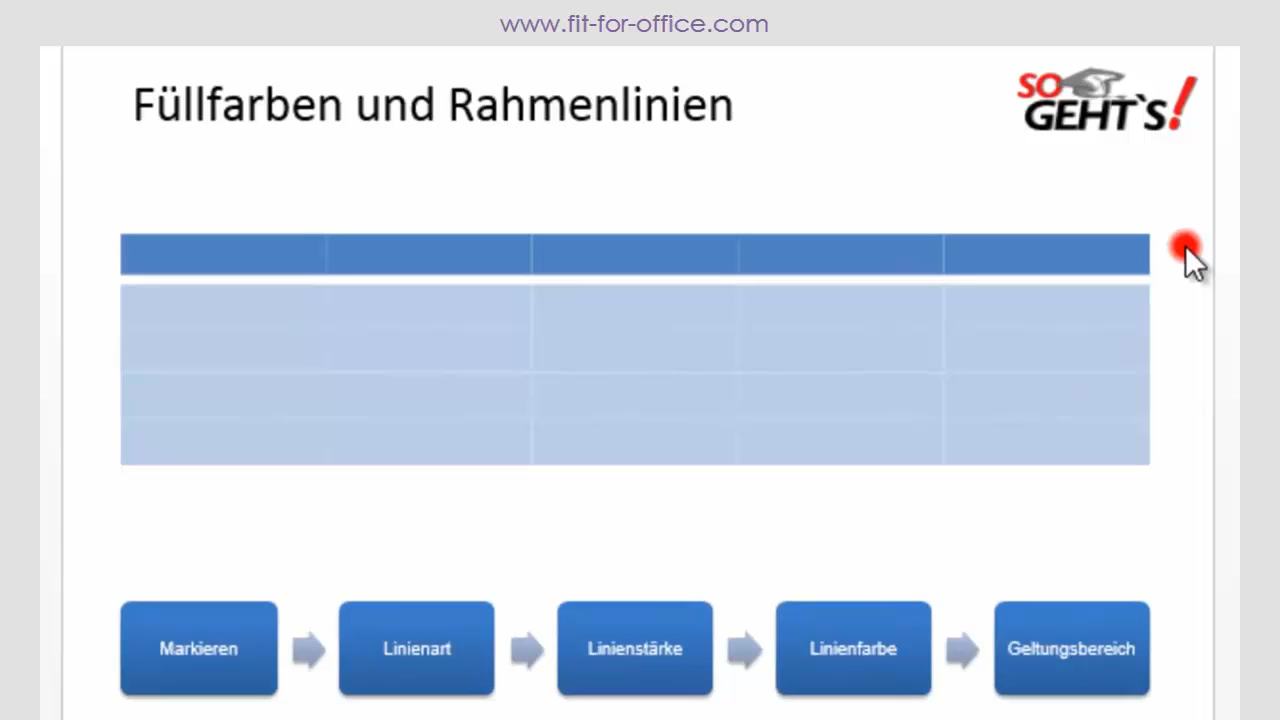 www.fit-for-office.com
Füllfarben und Rahmenlinien
SO
GEHT`S!
Markieren
Linienart
Linienstärke
Linienfarbe
Geltungsbereich